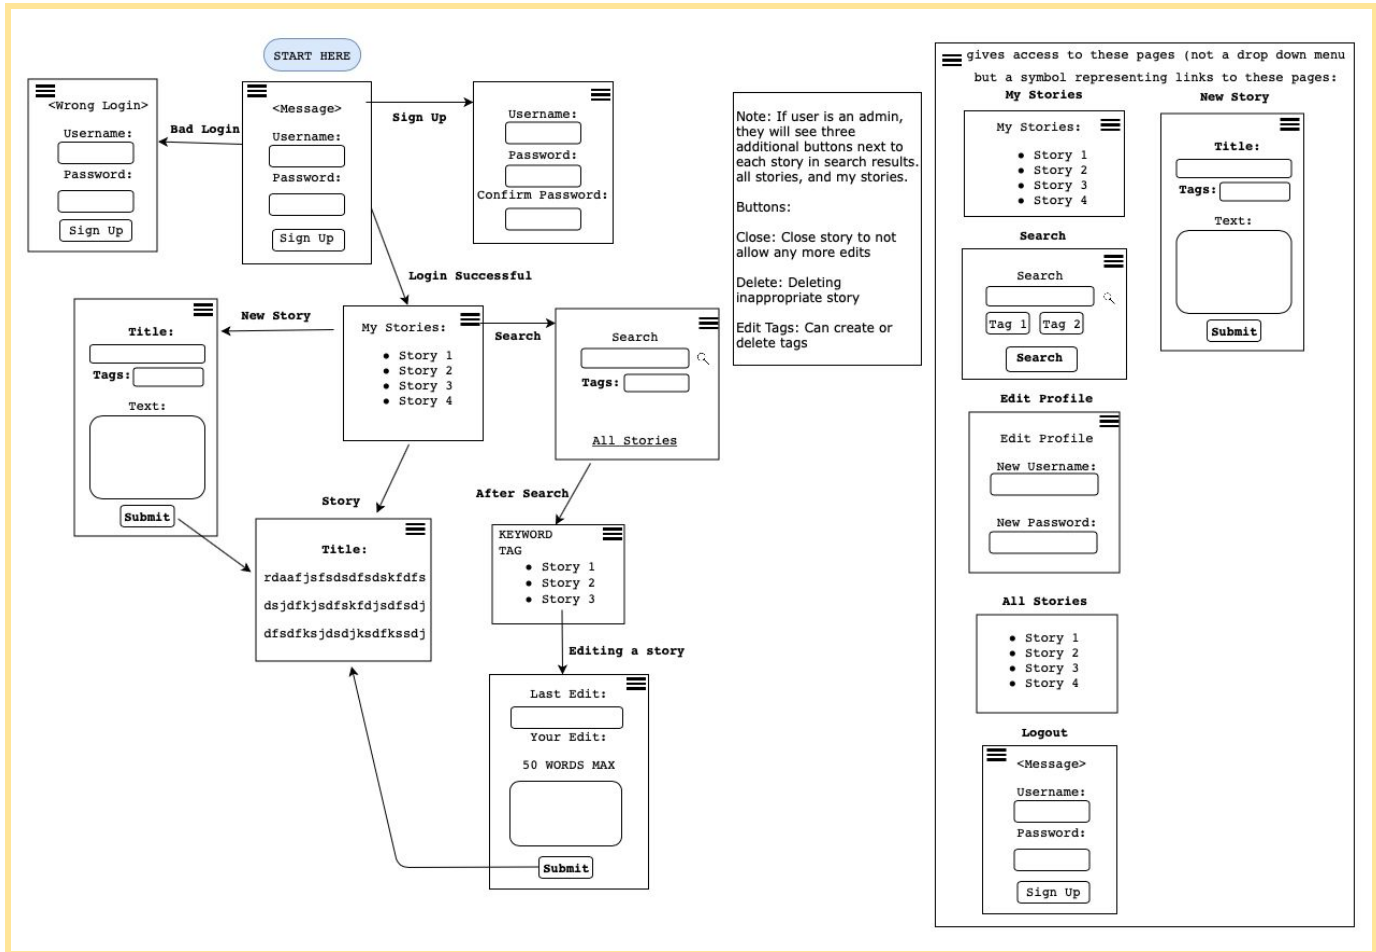 START HERE
<Wrong Login>
Username:
Password:
Sign Up
Bad Login
<Message>
Username:
Password:
Sign Up
Sign Up
Username:
Password:
Confirm Password:
Login Successful
New Story
Title:
Tags:
Text:
Submit
My Stories:
• Story 1
• Story 2
• Story 3
• Story 4
Search
Search
Tags:
All Stories
Story
Title:
rdaafjsfsdsdfsdskfdfs
dsjdfkjsdfskfdjsdfsdj
dfsdfksjdsdjksdfkssdj
After Search
KEYWORD
TAG
• Story 1
• Story 2
• Story 3
Editing a story
Last Edit:
Your Edit:
50 WORDS MAX
Submit
Note: If user is an admin,
they will see three
additional buttons next to
each story in search results.
all stories, and my stories.
Buttons:
Close: Close story to not
allow any more edits
Delete: Deleting
inappropriate story
Edit Tags: Can create or
delete tags
gives access to these pages (not a drop down menu
but a symbol representing links to these pages:
My Stories
My Stories:
• Story 1
• Story 2
• Story 3
• Story 4
New Story
Title:
Tags:
Text:
Submit
Search
Search
Tag 1
Tag 2
Search
Edit Profile
Edit Profile
New Username:
New Password:
All Stories
• Story 1
• Story 2
• Story 3
• Story 4
Logout
<Message>
Username:
Password:
Sign Up